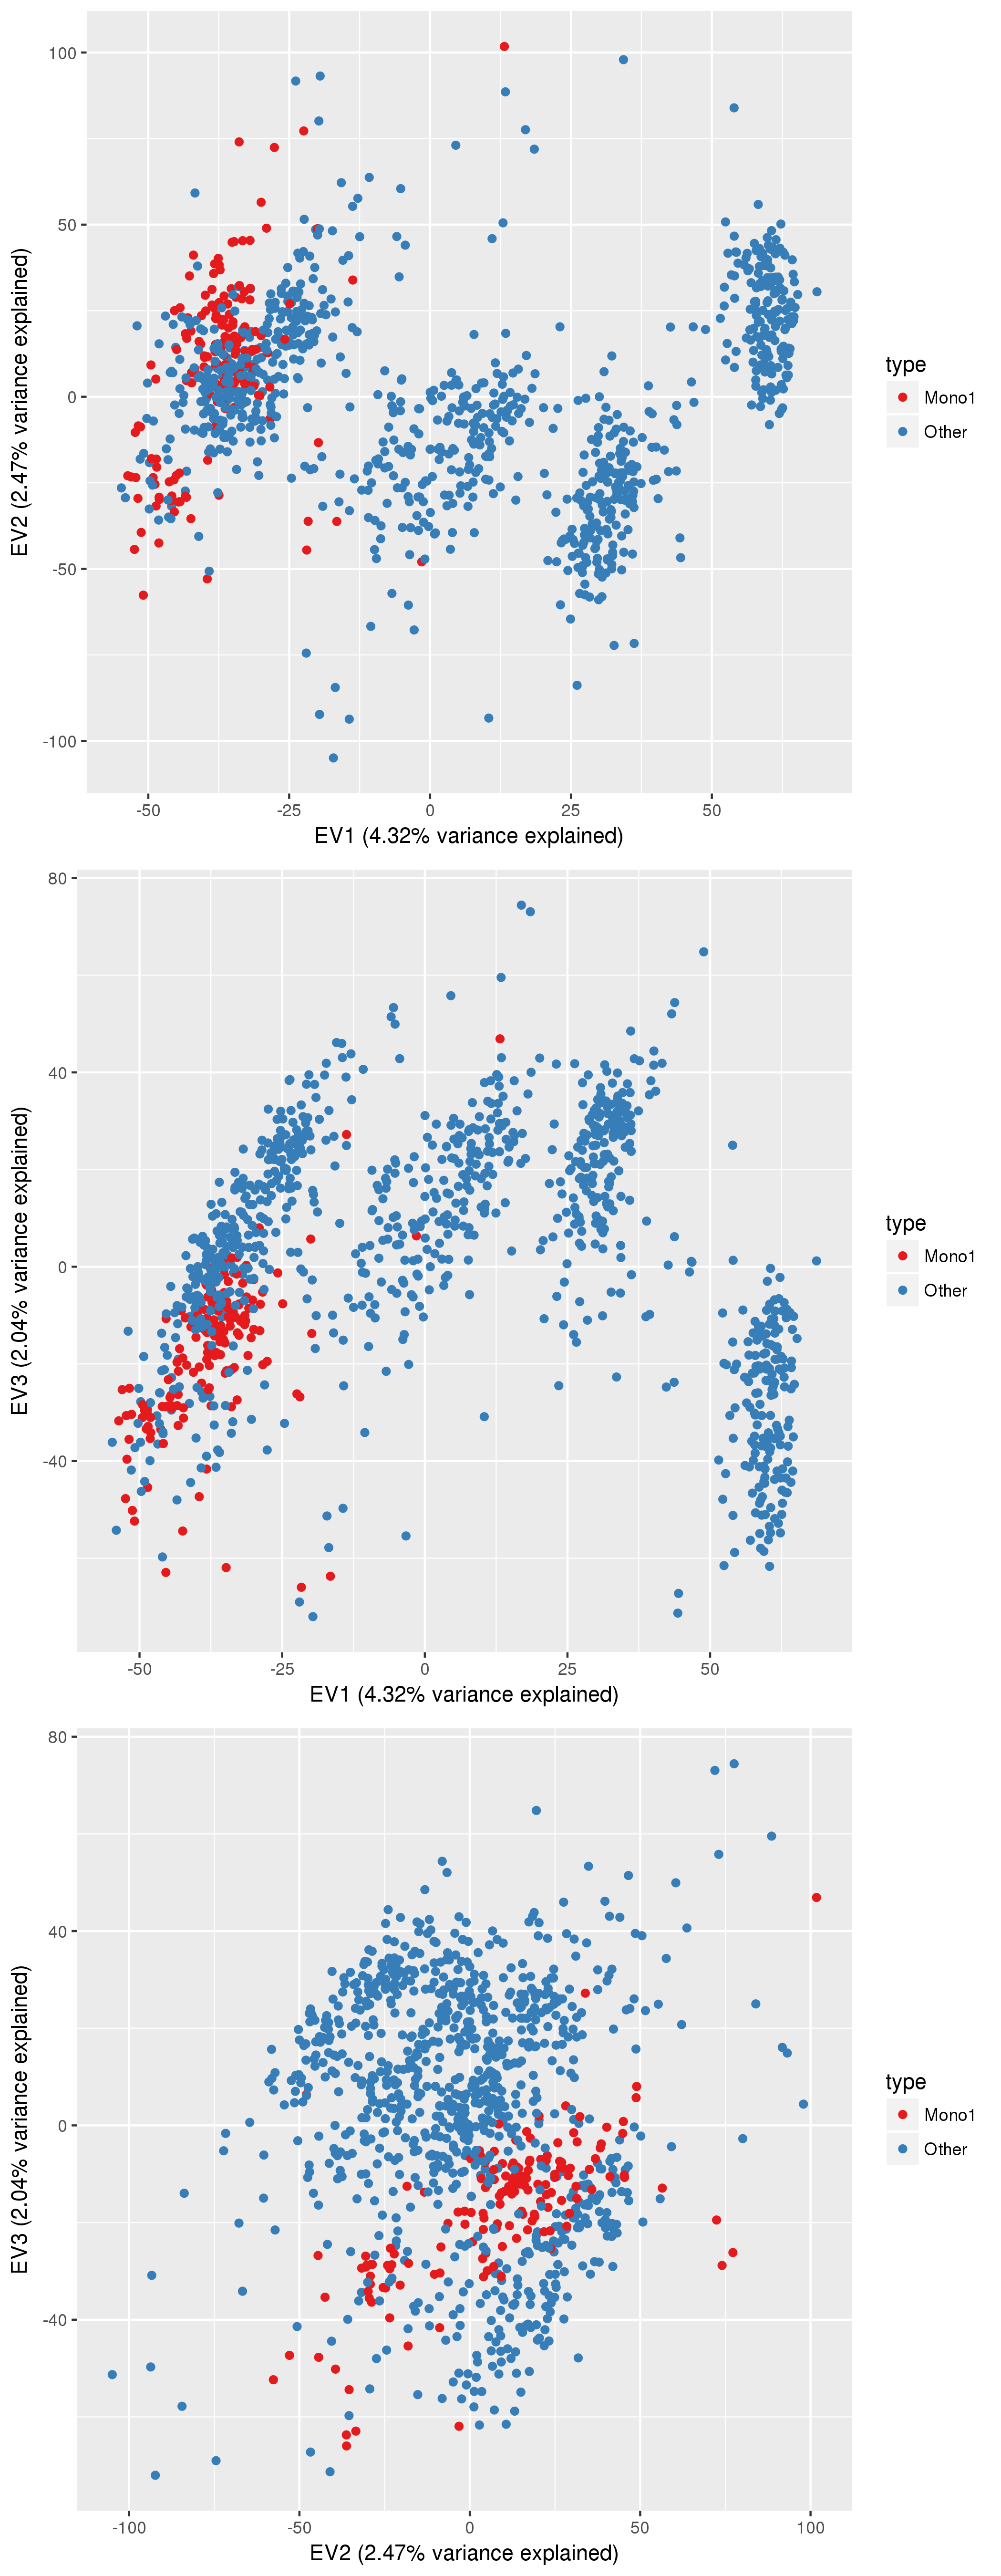 100
50
0
-50
-100
EV2 (2.47% variance explained)
-50 -25 0 25 50
EV1 (4.32% variance explained)
type
Mono1
Other
80
40
0
-40
EV3 (2.04% variance explained)
-50 -25 0 25 50
EV1 (4.32% variance explained)
type
Mono1
Other
80
40
0
-40
EV3 (2.04% variance explained)
-100 -50 0 50 100
EV2 (2.47% variance explained)
type
Mono1
Other